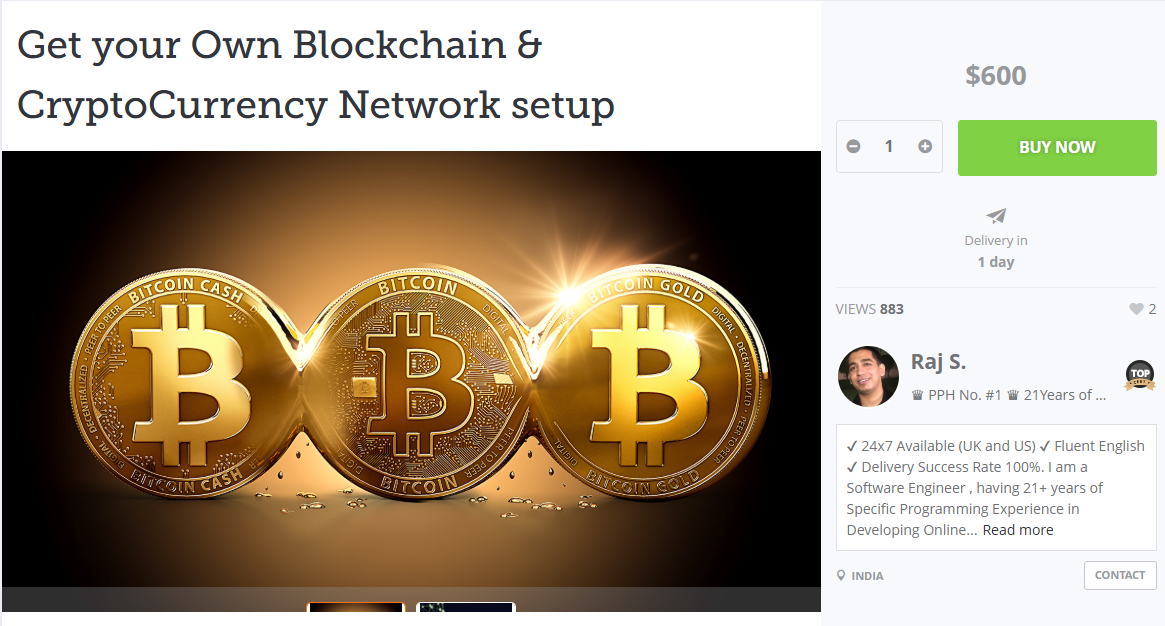 Get your Own Blockchain &
CryptoCurrency Network setup
BITCOIN CASH
PEER TO PEER
DECENTRALIZED
DIGITAL
BITCOIN CASH
BITCOIN
PEER
DIGITAL
DIGITAL
PEER TO PEER
BITCOIN
BITCOIN GOLD
DIGITAL
DECENTRALIZED
PEER TO PEER
DIGITAL
BITCOIN GOLD
$600
1
BUY NOW
Delivery in
1 day
VIEWS 883
2
Raj S.
TOP
CERT
♛ PPH No. #1 ♛ 21Years of ...
✓ 24x7 Available (UK and US) ✓ Fluent English
✓ Delivery Success Rate 100%. I am a
Software Engineer , having 21+ years of
Specific Programming Experience in
Developing Online... Read more
INDIA
CONTACT